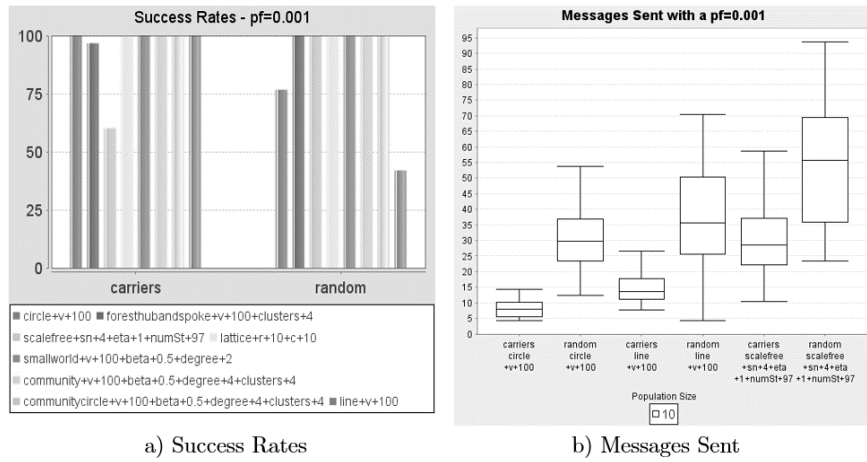 Success Rates - pf=0.001
100
75
50
25
0
carriers random
circle+v+100 foresthubandspoke+v+100+clusters+4
scalefree+sn+4+eta+1+numSt+97 lattice+r+10+c+10
smallworld+v+100+beta+0.5+degree+2
community+v+100+beta+0.5+degree+4+clusters+4
communitycircle+v+100+beta+0.5+degree+4+clusters+4 line+v+100
a) Success Rates
Messages Sent with a pf=0.001
95
90
85
80
75
70
65
60
55
50
45
40
35
30
25
20
15
10
5
0
carriers random carriers random carriers random
circle circle line line scalefree scalefree
+v+100 +v+100 +v+100 +v+100 +sn+4+eta +sn+4+eta
+1+numSt+97 +1+numSt+97
Population Size
10
b) Messages Sent